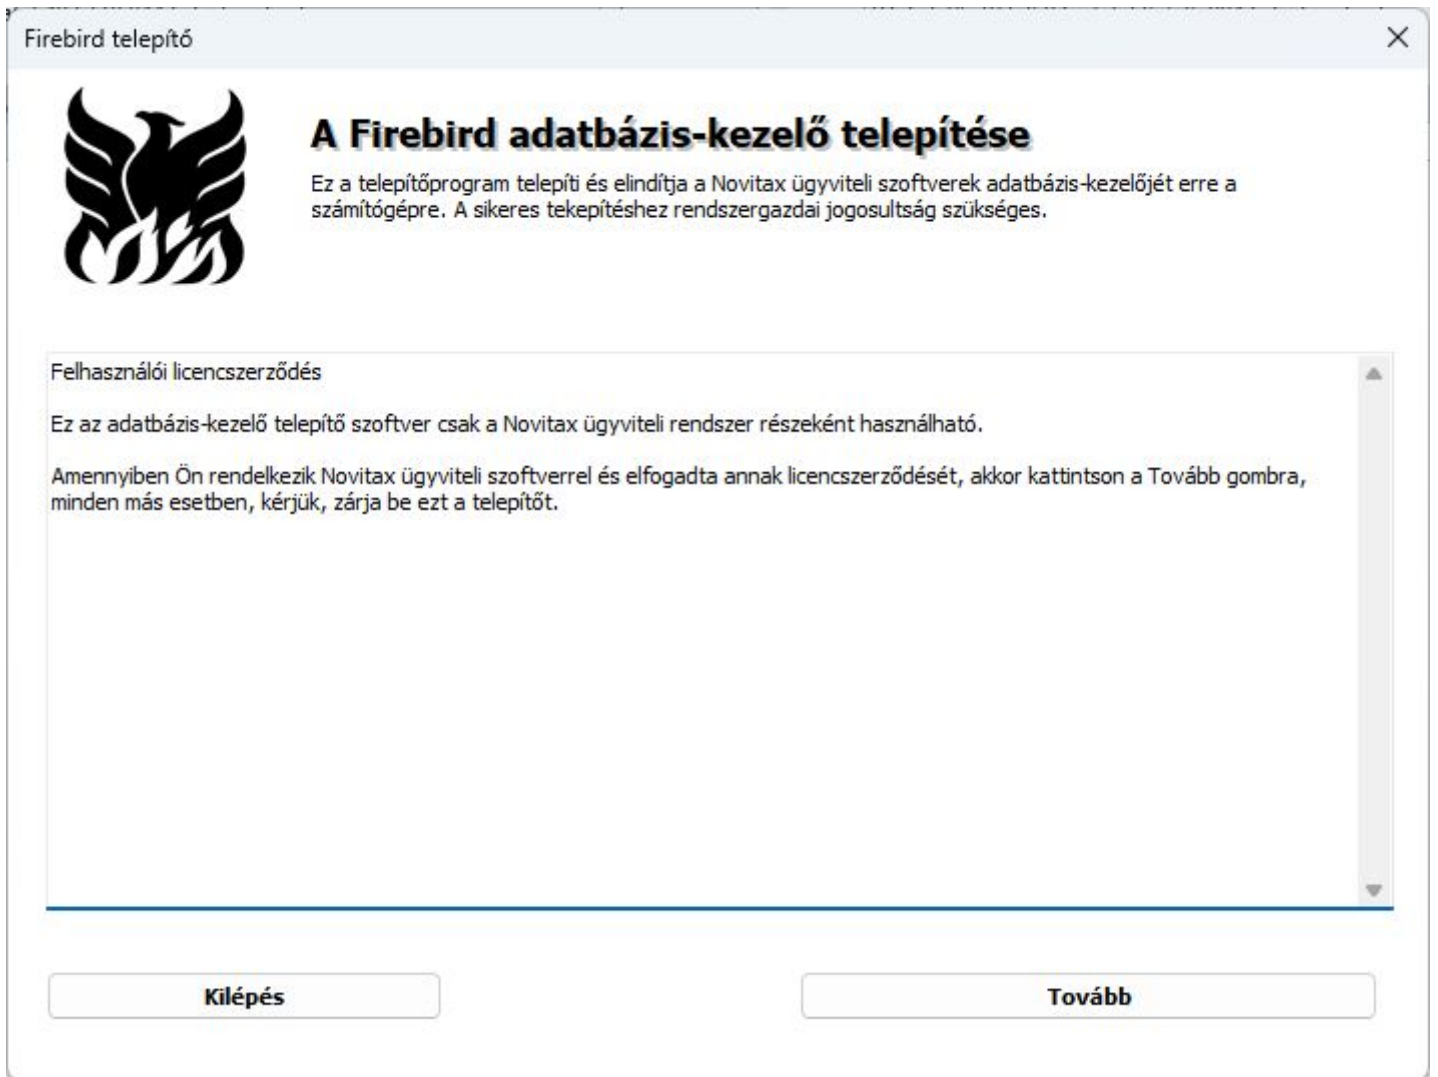 Firebird telepítő
A Firebird adatbázis-kezelő telepítése
Ez a telepítőprogram telepíti és elindítja a Novitax ügyviteli szoftverek adatbázis-kezelőjét erre a
számítógépre. A sikeres tekepítéshez rendszergazdai jogosultság szükséges.
Felhasználói licencszerződés
Ez az adatbázis-kezelő telepítő szoftver csak a Novitax ügyviteli rendszer részeként használható.
Amennyiben Ön rendelkezik Novitax ügyviteli szoftverrel és elfogadta annak licencszerződését, akkor kattintson a Tovább gombra,
minden más esetben, kérjük, zárja be ezt a telepítőt.
Kilépés
Tovább